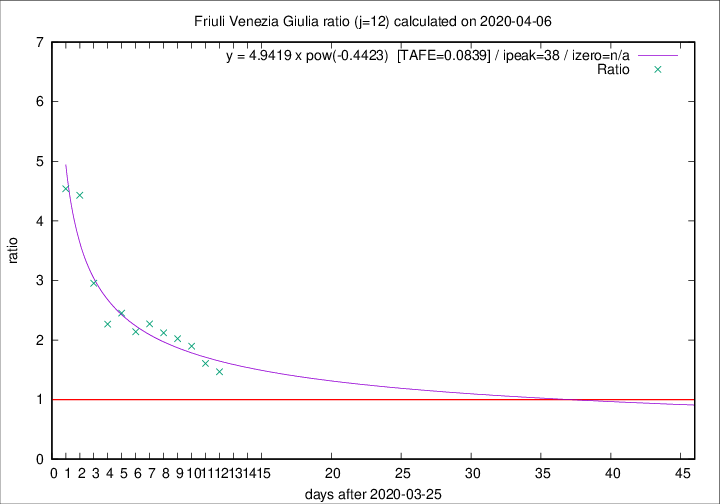 Friuli Venezia Giulia ratio (j=12) calculated on 2020-04-06
y = 4.9419 x pow(-0.4423) [TAFE=0.0839] / ipeak=38 / izero=n/a
Ratio
7
6
5
4
3
2
1
0
ratio
0 1 2 3 4 5 6 7 8 9 10 11 12 13 14 15 20 25 30 35 40 45
days after 2020-03-25